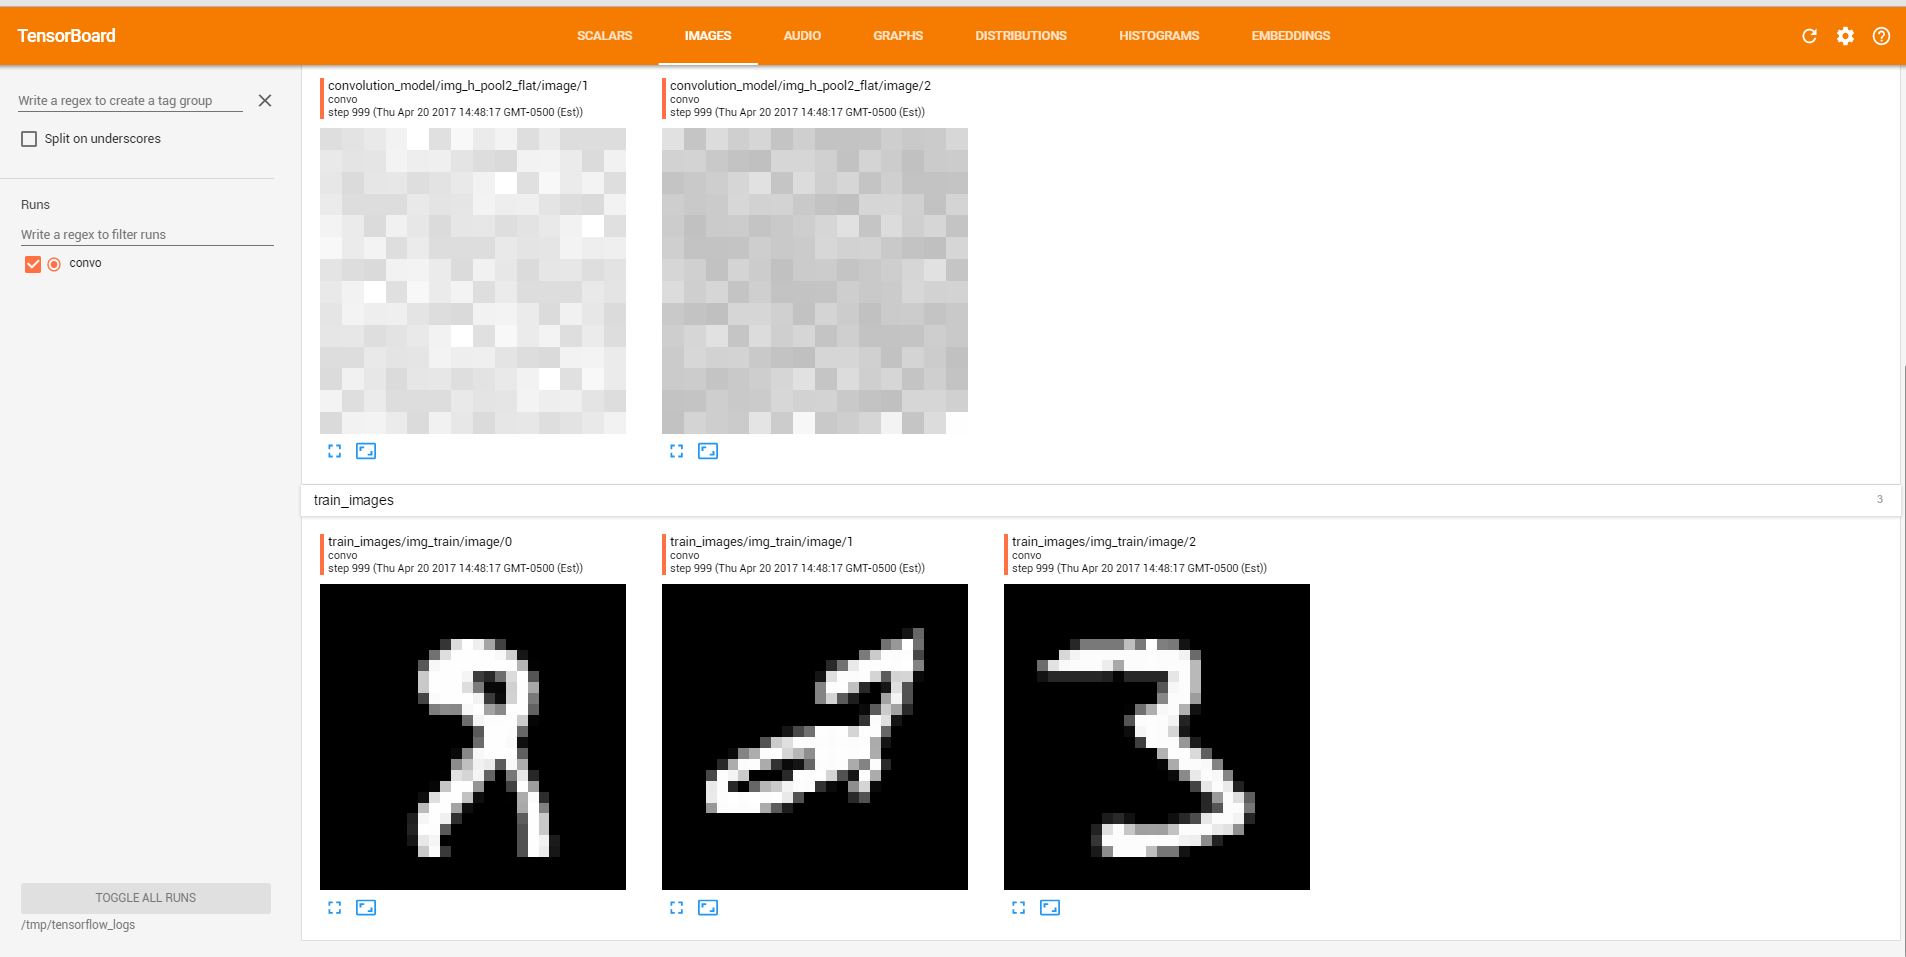 TensorBoard
SCALARS
IMAGES
AUDIO
GRAPHS
DISTRIBUTIONS
HISTOGRAMS
EMBEDDINGS
Write a regex to create a tag group
Split on underscores
Runs
Write a regex to filter runs
convo
TOGGLE ALL RUNS
/tmp/tensorflow_logs
convolution_model/img_h_pool2_flat/image/1
convo
step 999 (Thu Apr 20 2017 14:48:17 GMT-0500 (Est))
convolution_model/img_h_pool2_flat/image/2
convo
step 999 (Thu Apr 20 2017 14:48:17 GMT-0500 (Est))
train_images
3
train_images/img_train/image/0
convo
step 999 (Thu Apr 20 2017 14:48:17 GMT-0500 (Est))
train_images/img_train/image/1
convo
step 999 (Thu Apr 20 2017 14:48:17 GMT-0500 (Est))
train_images/img_train/image/2
convo
step 999 (Thu Apr 20 2017 14:48:17 GMT-0500 (Est))
3